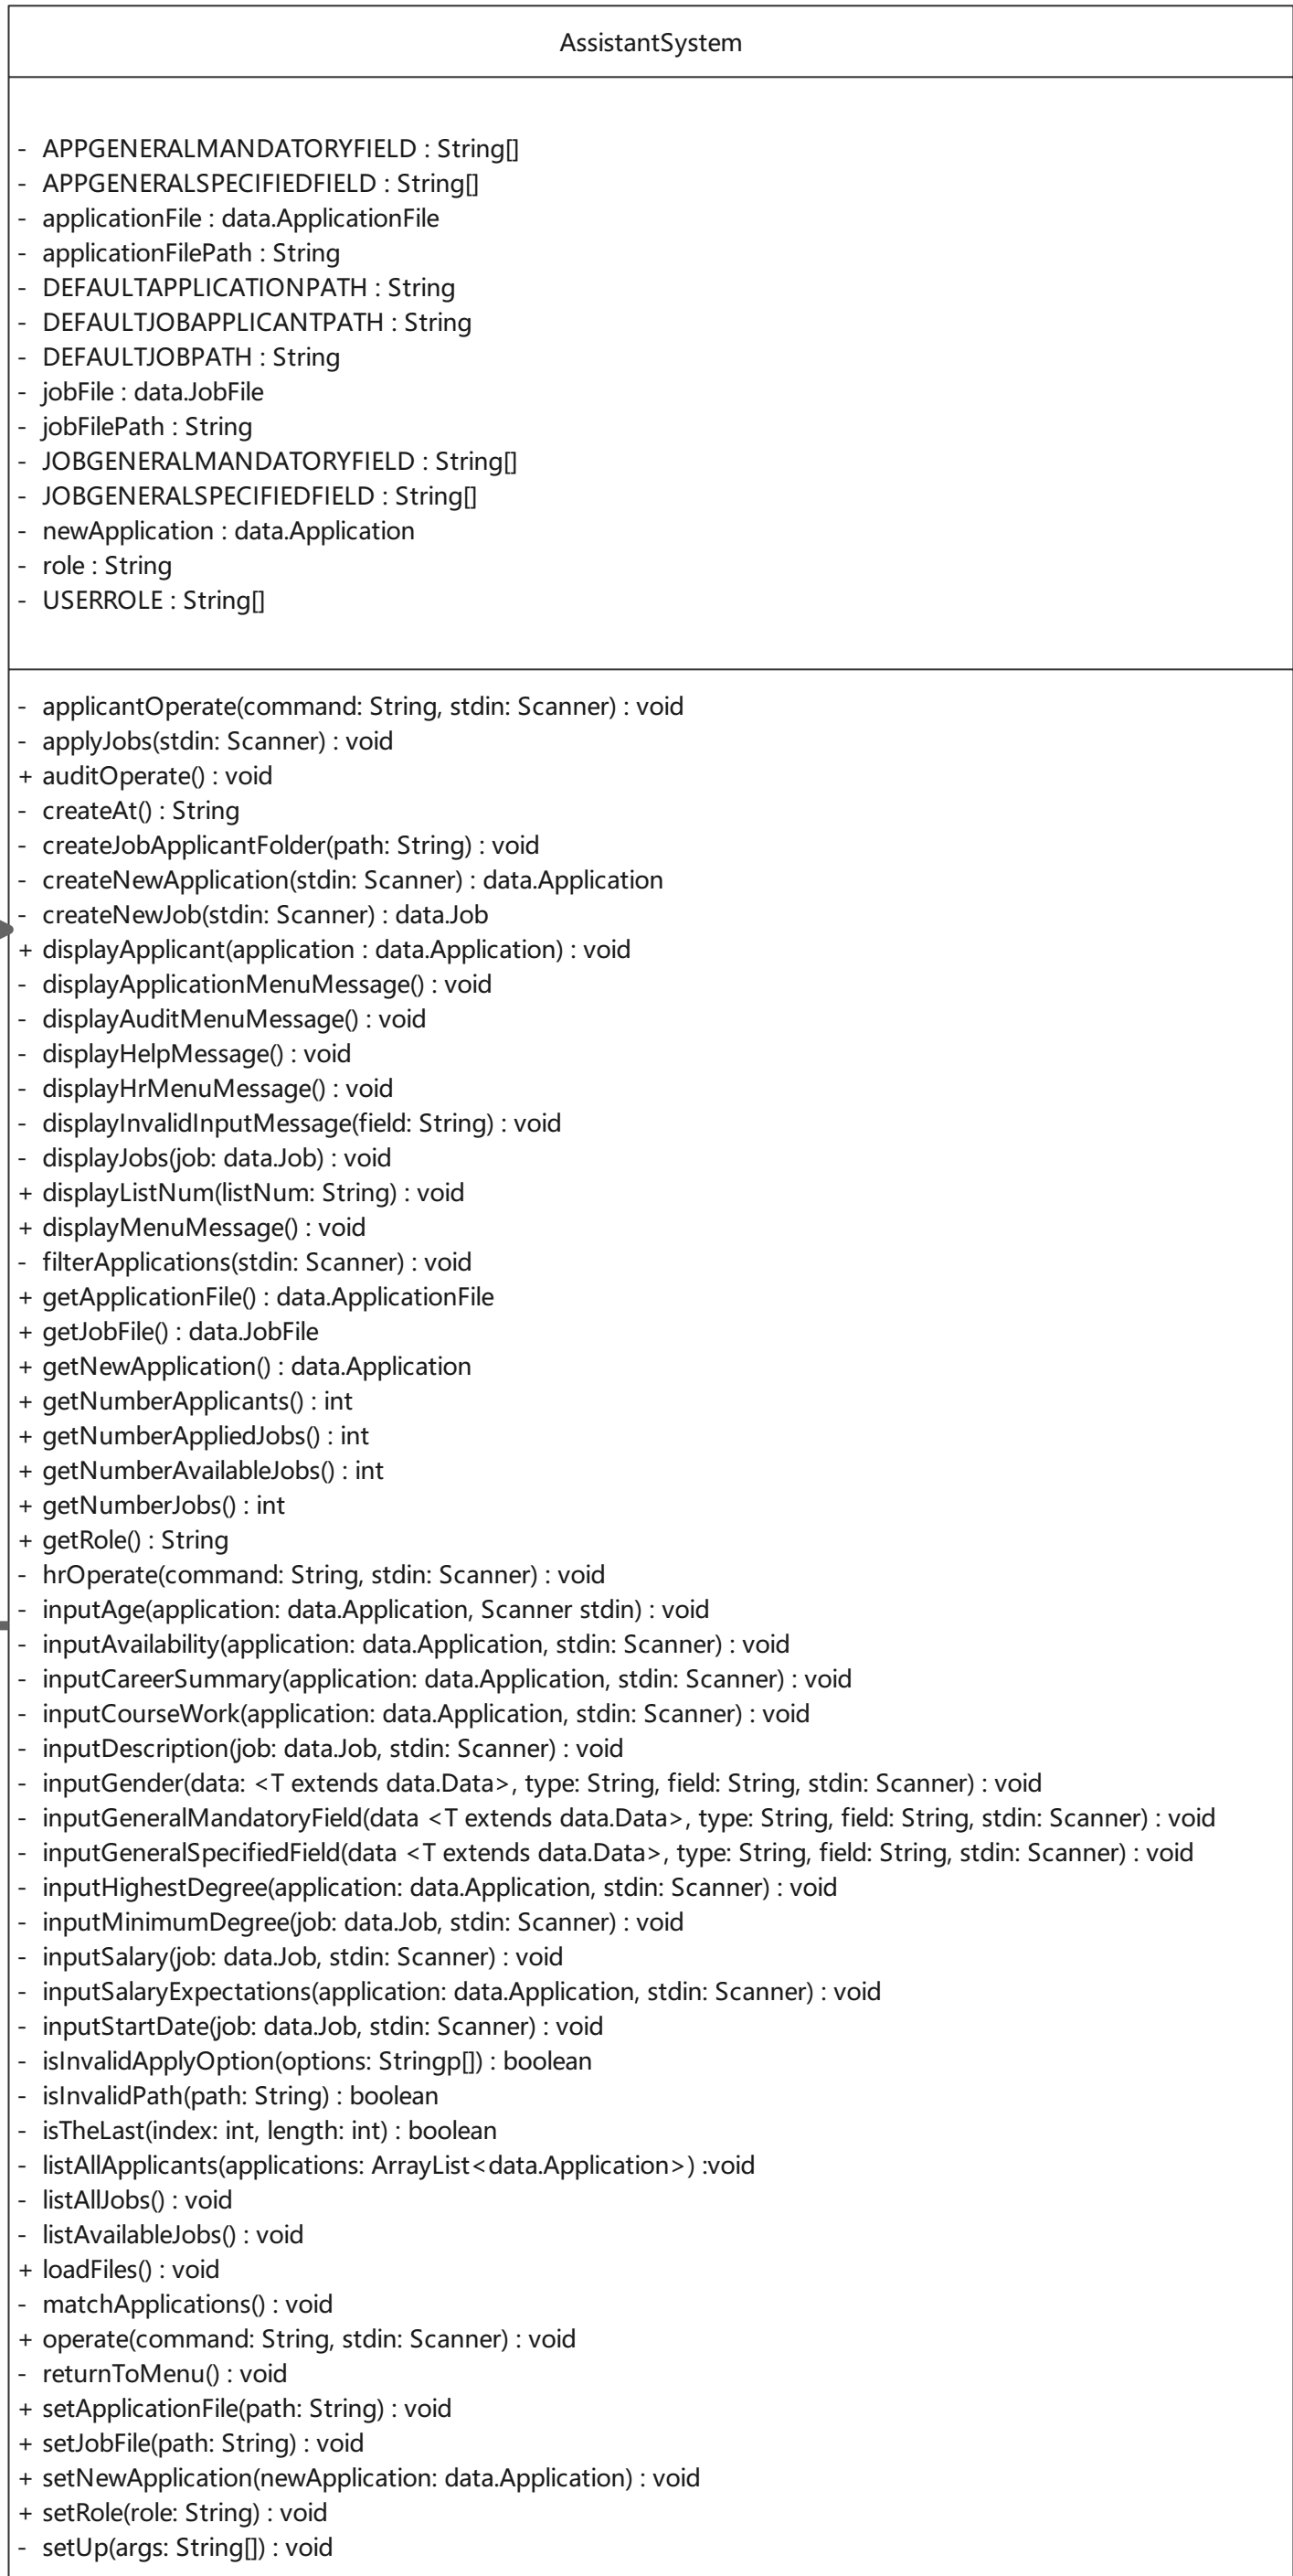 AssistantSystem
- APPGENERALMANDATORYFIELD : String[]
- APPGENERALSPECIFIEDFIELD : String[]
- applicationFile : data.ApplicationFile
- applicationFilePath : String
- DEFAULTAPPLICATIONPATH : String
- DEFAULTJOBAPPLICANTPATH : String
- DEFAULTJOBPATH : String
- jobFile : data.JobFile
- jobFilePath : String
- JOBGENERALMANDATORYFIELD : String[]
- JOBGENERALSPECIFIEDFIELD : String[]
- newApplication : data.Application
- role : String
- USERROLE : String[]
- applicantOperate(command: String, stdin: Scanner) : void
- applyJobs(stdin: Scanner) : void
+ auditOperate() : void
- createAt() : String
- createJobApplicantFolder(path: String) : void
- createNewApplication(stdin: Scanner) : data.Application
- createNewJob(stdin: Scanner) : data.Job
+ displayApplicant(application : data.Application) : void
- displayApplicationMenuMessage() : void
- displayAuditMenuMessage() : void
- displayHelpMessage() : void
- displayHrMenuMessage() : void
- displayInvalidInputMessage(field: String) : void
- displayJobs(job: data.Job) : void
+ displayListNum(listNum: String) : void
+ displayMenuMessage() : void
- filterApplications(stdin: Scanner) : void
+ getApplicationFile() : data.ApplicationFile
+ getJobFile() : data.JobFile
+ getNewApplication() : data.Application
+ getNumberApplicants() : int
+ getNumberAppliedJobs() : int
+ getNumberAvailableJobs() : int
+ getNumberJobs() : int
+ getRole() : String
- hrOperate(command: String, stdin: Scanner) : void
- inputAge(application: data.Application, Scanner stdin) : void
- inputAvailability(application: data.Application, stdin: Scanner) : void
- inputCareerSummary(application: data.Application, stdin: Scanner) : void
- inputCourseWork(application: data.Application, stdin: Scanner) : void
- inputDescription(job: data.Job, stdin: Scanner) : void
- inputGender(data: <T extends data.Data>, type: String, field: String, stdin: Scanner) : void
- inputGeneralMandatoryField(data <T extends data.Data>, type: String, field: String, stdin: Scanner) : void
- inputGeneralSpecifiedField(data <T extends data.Data>, type: String, field: String, stdin: Scanner) : void
- inputHighestDegree(application: data.Application, stdin: Scanner) : void
- inputMinimumDegree(job: data.Job, stdin: Scanner) : void
- inputSalary(job: data.Job, stdin: Scanner) : void
- inputSalaryExpectations(application: data.Application, stdin: Scanner) : void
- inputStartDate(job: data.Job, stdin: Scanner) : void
- isInvalidApplyOption(options: Stringp[]) : boolean
- isInvalidPath(path: String) : boolean
- isTheLast(index: int, length: int) : boolean
- listAllApplicants(applications: ArrayList<data.Application>) :void
- listAllJobs() : void
- listAvailableJobs() : void
+ loadFiles() : void
- matchApplications() : void
+ operate(command: String, stdin: Scanner) : void
- returnToMenu() : void
+ setApplicationFile(path: String) : void
+ setJobFile(path: String) : void
+ setNewApplication(newApplication: data.Application) : void
+ setRole(role: String) : void
- setUp(args: String[]) : void